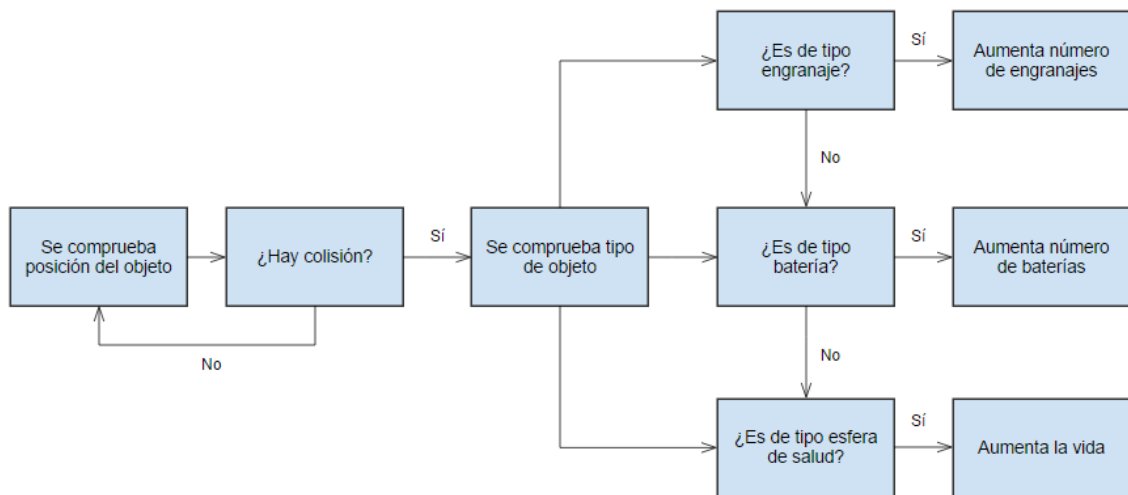 ¿Es de tipo
engranaje?
Sí
Aumenta número
de engranajes
No
Se comprueba
posición del objeto
¿Hay colisión?
Sí
Se comprueba tipo
de objeto
¿Es de tipo
batería?
Sí
Aumenta número
de baterías
No
No
¿Es de tipo esfera
de salud?
Sí
Aumenta la vida